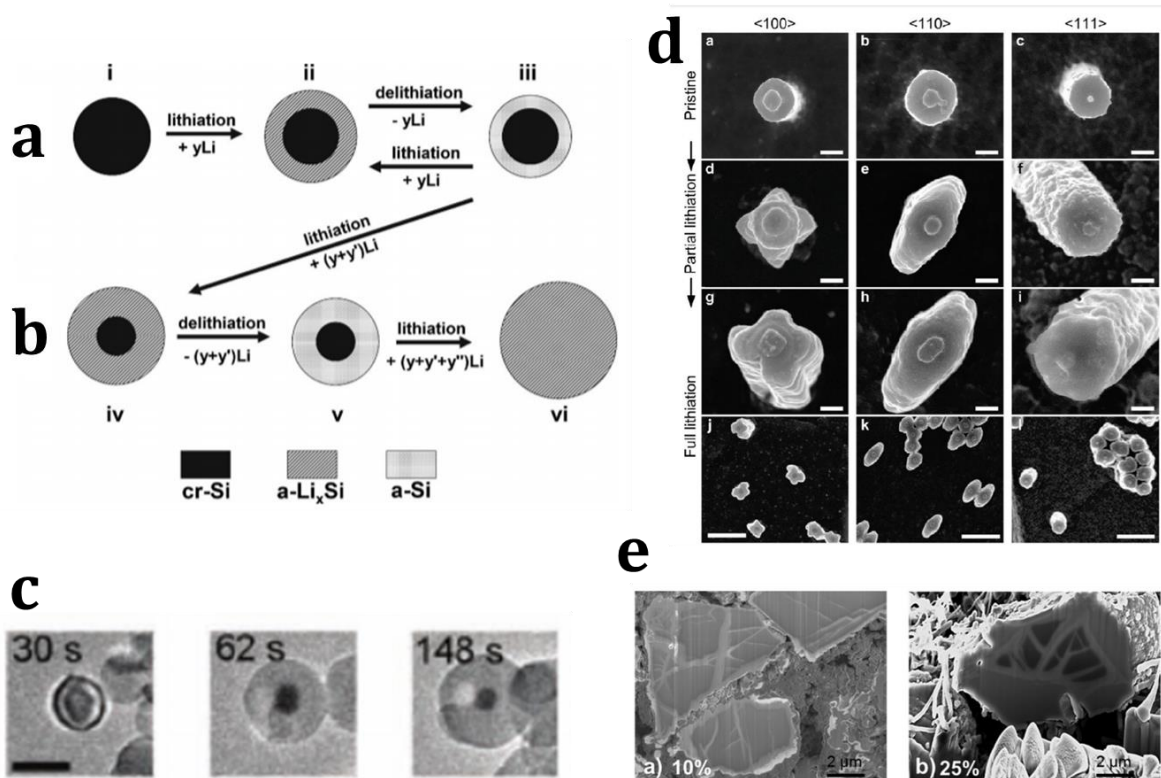 a
i
ii
iii
lithiation
+ yLi
delithiation
- yLi
lithiation
+ yLi
lithiation
+ (y+y')Li
b
delithiation
- (y+y')Li
lithiation
+ (y+y'+y'')Li
iv
v
vi
cr-Si
a-LixSi
a-Si
c
30 s
62 s
148 s
d
<100>
<110>
<111>
Pristine
Partial lithiation
Full lithiation
a
b
c
d
e
f
g
h
i
j
k
l
e
a) 10%
2 µm
b) 25%
2 µm